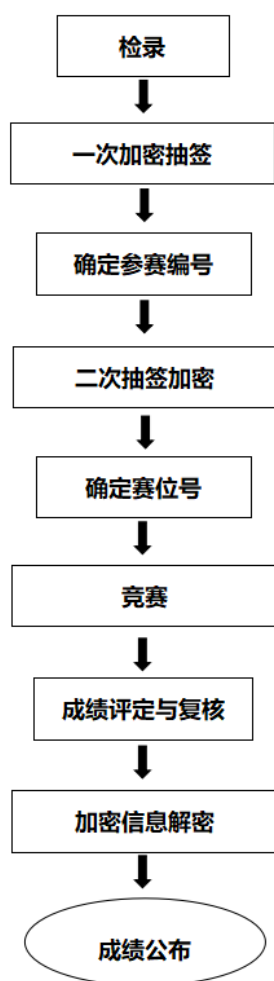 检录
一次加密抽签
确定参赛编号
二次抽签加密
确定赛位号
竞赛
成绩评定与复核
加密信息解密
成绩公布